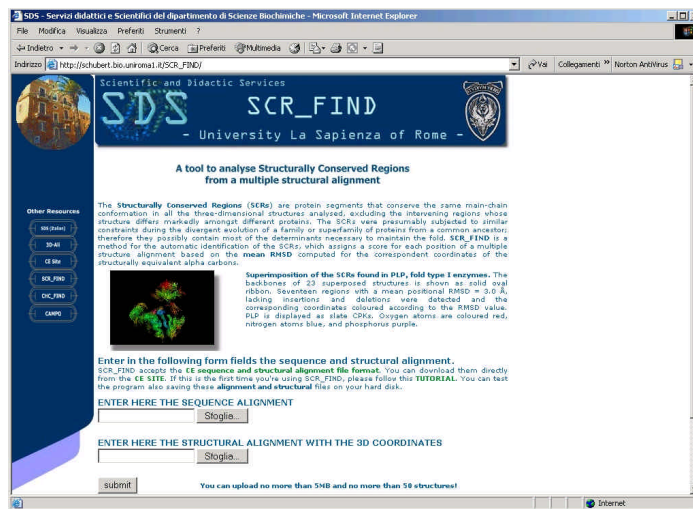 SDS - Servizi didattici e Scientifici del dipartimento di Scienze Biochimiche - Microsoft Internet Explorer
File Modifica Visualizza Preferiti Strumenti ?
Indietro Cerca Preferiti Multimedia
Indirizzo http://schubert.bio.uniroma1.it/SCR_FIND/ Vai Collegamenti » Norton AntiVirus
Scientific and Didactic Services
SDS SCR_FIND
- University La Sapienza of Rome -
A tool to analyse Structurally Conserved Regions
from a multiple structural alignment
Other Resources
SDS (Enter)
3D-All
CE Site
SCR_FIND
CHC_FIND
CAMPO
The Structurally Conserved Regions (SCRs) are protein segments that conserve the same main-chain
conformation in all the three-dimensional structures analysed, excluding the intervening regions whose
structure differs markedly amongst different proteins. The SCRs were presumably subjected to similar
constraints during the divergent evolution of a family or superfamily of proteins from a common ancestor;
therefore they possibly contain most of the determinants necessary to maintain the fold. SCR_FIND is a
method for the automatic identification of the SCRs, which assigns a score for each position of a multiple
structure alignment based on the mean RMSD computed for the correspondent coordinates of the
structurally equivalent alpha carbons.
Superimposition of the SCRs found in PLP, fold type I enzymes. The
backbones of 23 superposed structures is shown as solid oval
ribbon. Seventeen regions with a mean positional RMSD = 3.0 Å,
lacking insertions and deletions were detected and the
corresponding coordinates coloured according to the RMSD value.
PLP is displayed as slate CPKs. Oxygen atoms are coloured red,
nitrogen atoms blue, and phosphorus purple.
Enter in the following form fields the sequence and structural alignment.
SCR_FIND accepts the CE sequence and structural alignment file format. You can download them directly
from the CE SITE. If this is the first time you're using SCR_FIND, please follow this TUTORIAL. You can test
the program also saving these alignment and structural files on your hard disk.
ENTER HERE THE SEQUENCE ALIGNMENT
Sfoglia...
ENTER HERE THE STRUCTURAL ALIGNMENT WITH THE 3D COORDINATES
Sfoglia...
submit You can upload no more than 5MB and no more than 50 structures!
Internet